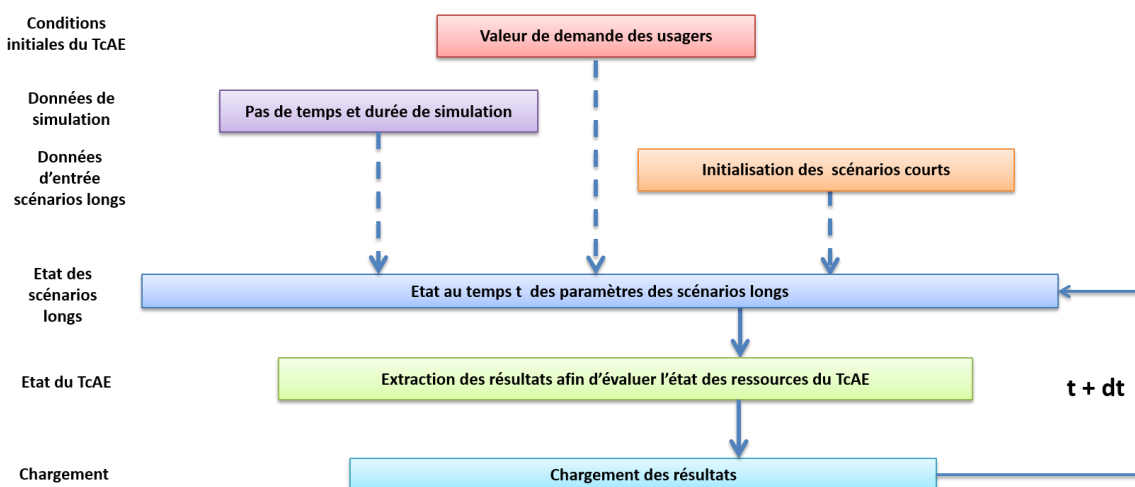 Conditions
initiales du TcAE
Valeur de demande des usagers
Données de
simulation
Pas de temps et durée de simulation
Données
d’entrée
scénarios longs
Initialisation des  scénarios courts
Etat des
scénarios
longs
Etat au temps t  des paramètres des scénarios longs
Etat du TcAE
Extraction des résultats afin d’évaluer l’état des ressources du TcAE
t + dt
Chargement
Chargement des résultats